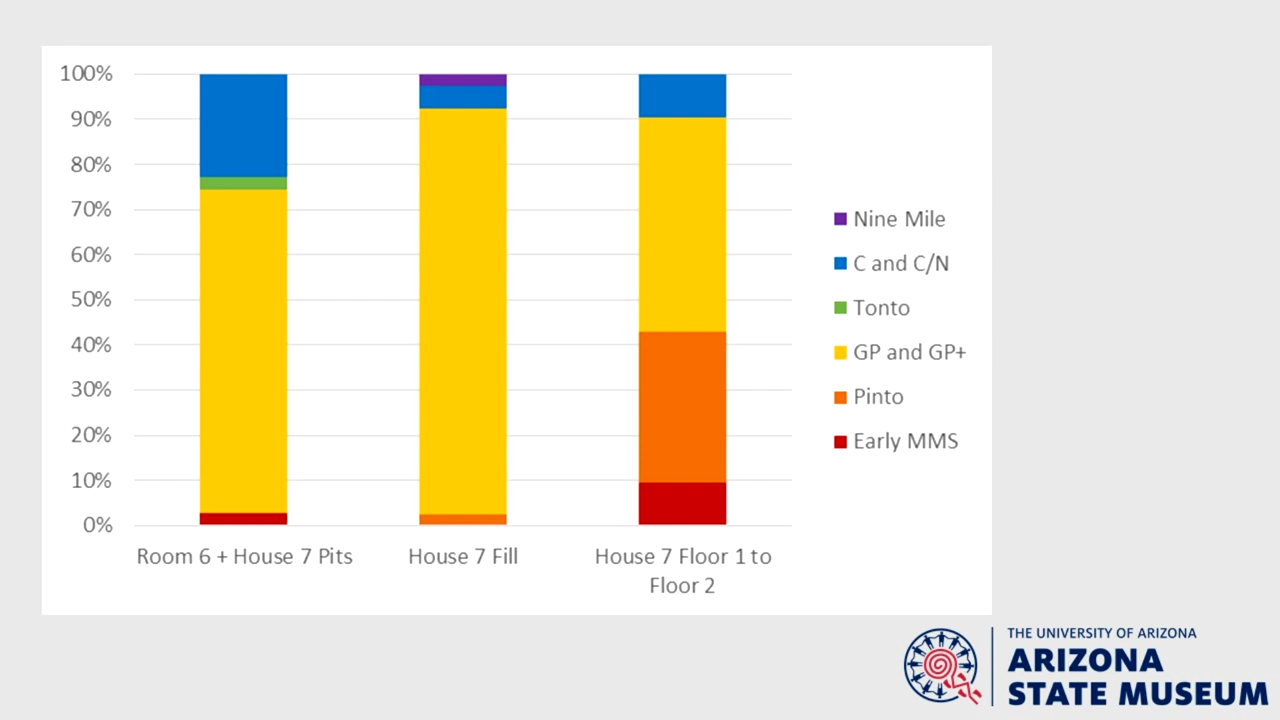 100%
90%
80%
70%
60%
50%
40%
30%
20%
10%
0%
Room 6 + House 7 Pits
House 7 Fill
House 7 Floor 1 to
Floor 2
Nine Mile
C and C/N
Tonto
GP and GP+
Pinto
Early MMS
THE UNIVERSITY OF ARIZONA
ARIZONA
STATE MUSEUM